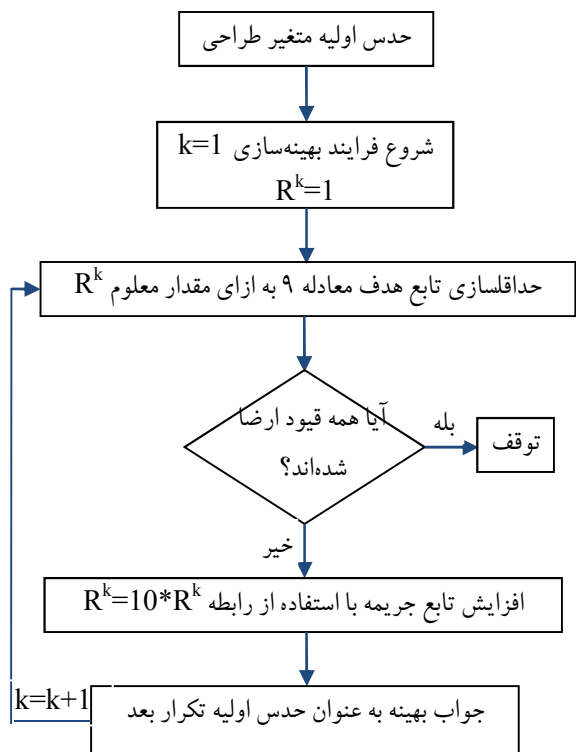 حدس اولیه متغیر طراحی
شروع فرایند بهینه‌سازی k=1
R^k=1
حداقلسازی تابع هدف معادله ۹ به ازای مقدار معلوم R^k
آیا همه قیود ارضا
شده‌اند؟
بله
توقف
خیر
افزایش تابع جریمه با استفاده از رابطه R^k=10*R^k
k=k+1
جواب بهینه به عنوان حدس اولیه تکرار بعد